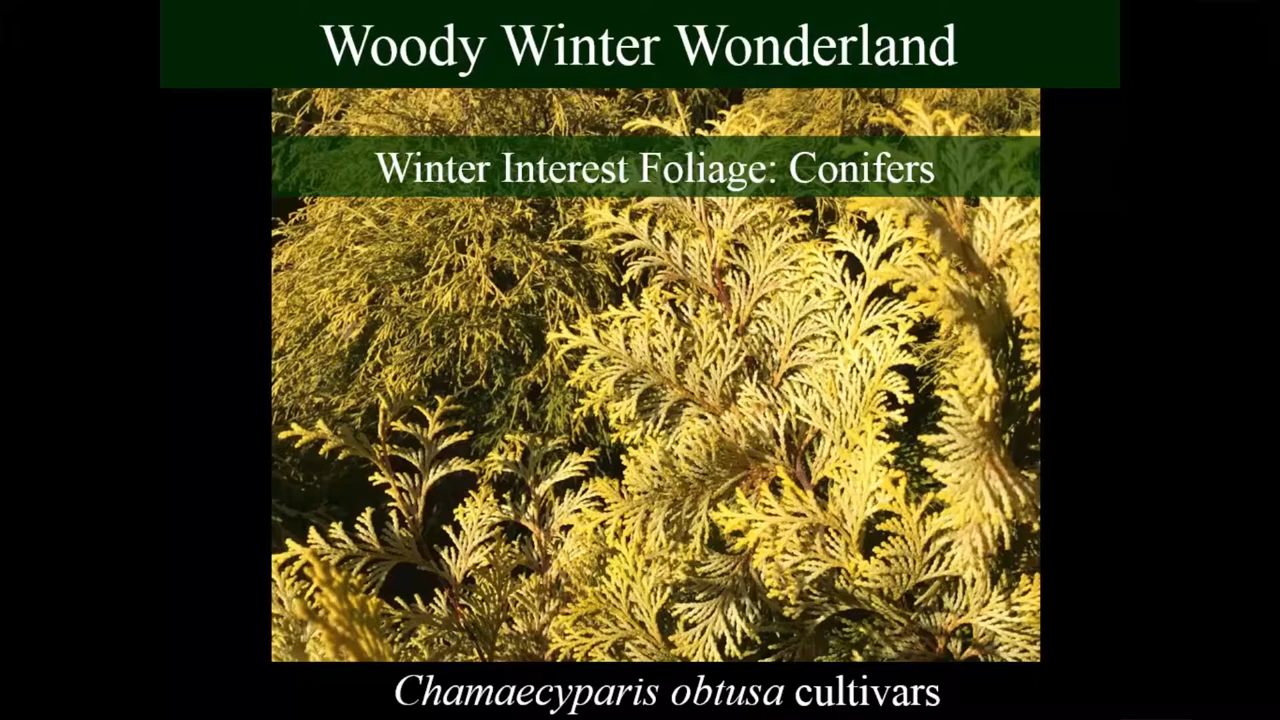 Woody Winter Wonderland
Winter Interest Foliage: Conifers
Chamaecyparis obtusa cultivars